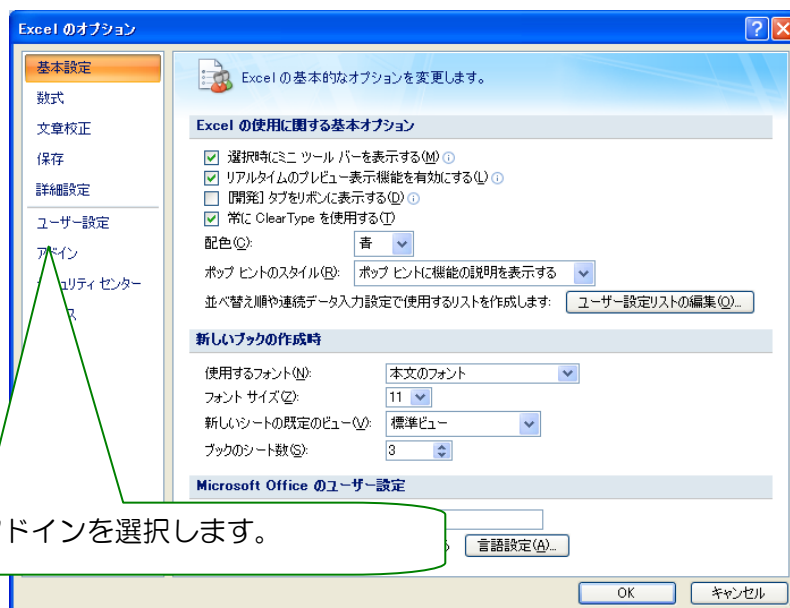 Excel のオプション
基本設定
数式
文章校正
保存
詳細設定
ユーザー設定
アドイン
リティ センター
ス
Excel の基本的なオプションを変更します。
Excel の使用に関する基本オプション
選択時にミニ ツール バーを表示する(M)
リアルタイムのプレビュー表示機能を有効にする(L)
[開発] タブをリボンに表示する(D)
常に ClearType を使用する(T)
配色(C): 青
ポップ ヒントのスタイル(R): ポップ ヒントに機能の説明を表示する
並べ替え順や連続データ入力設定で使用するリストを作成します: ユーザー設定リストの編集(O)...
新しいブックの作成時
使用するフォント(N): 本文のフォント
フォント サイズ(Z): 11
新しいシートの既定のビュー(V): 標準ビュー
ブックのシート数(S): 3
Microsoft Office のユーザー設定
言語設定(A)...
アドインを選択します。
OK キャンセル